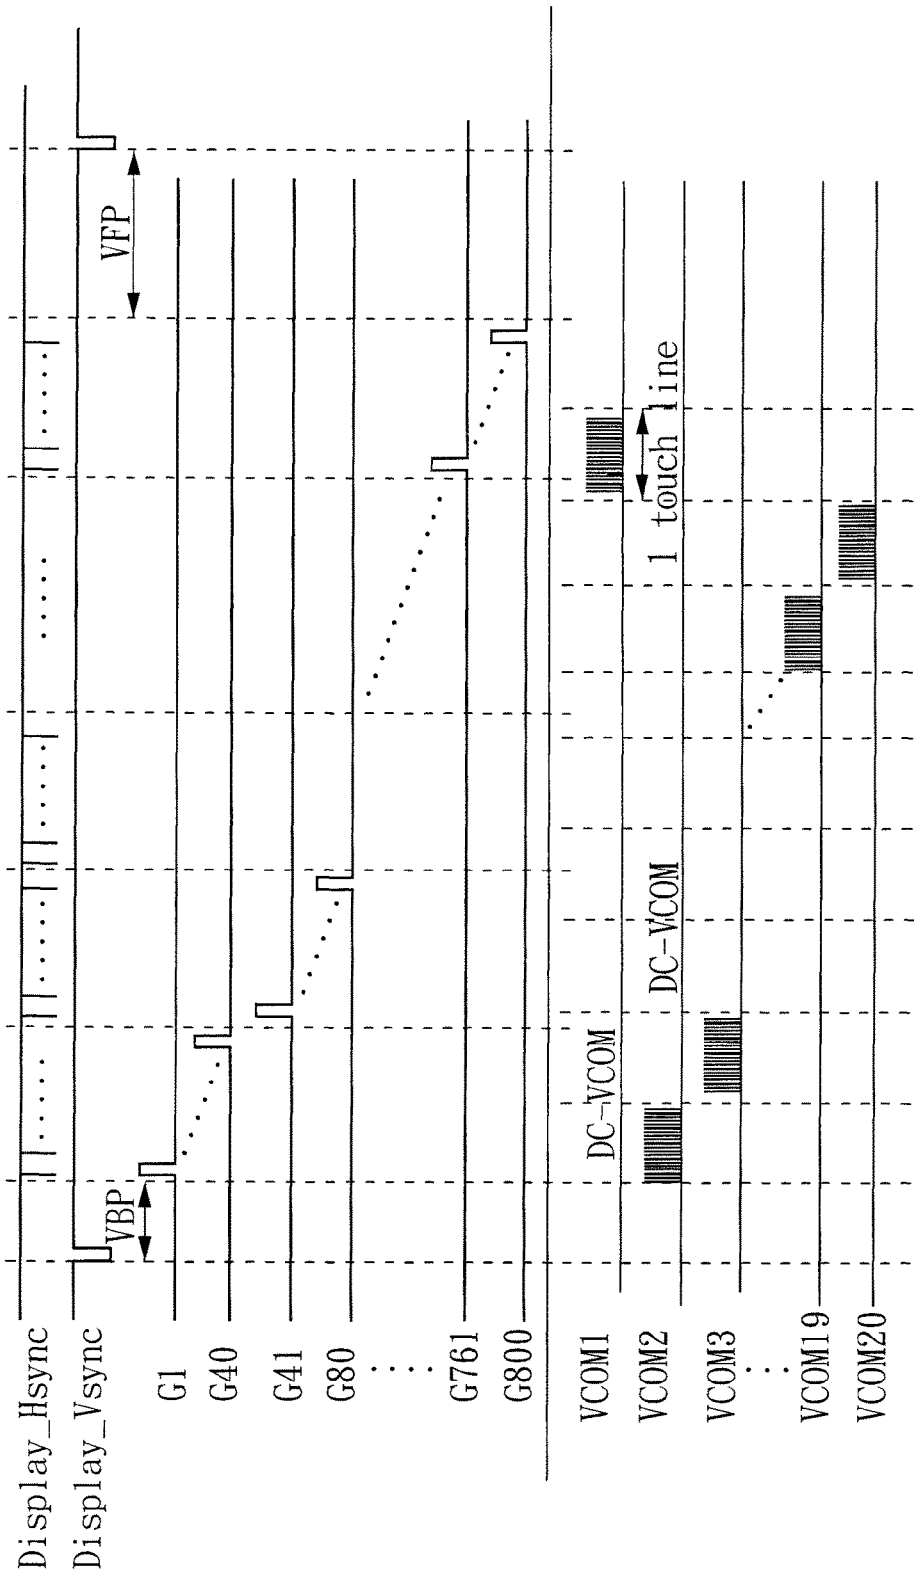 Display_Hsync
Display_Vsync
VBP
VFP
G1
G40
G41
G80
G761
G800
VCOM1
DC-VCOM
1 touch line
VCOM2
DC-VCOM
VCOM3
VCOM19
VCOM20